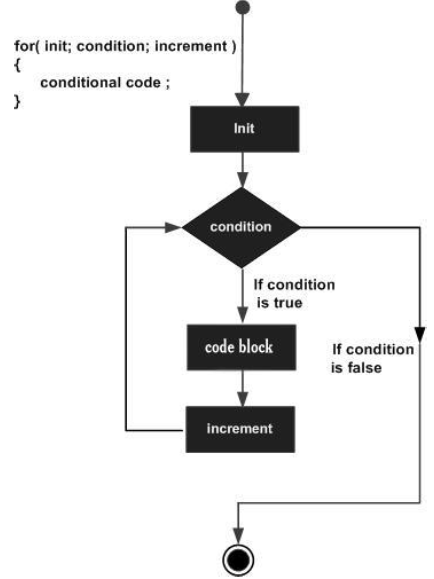 for( init; condition; increment )
{
conditional code ;
}
Init
condition
If condition
is true
code block
If condition
is false
increment